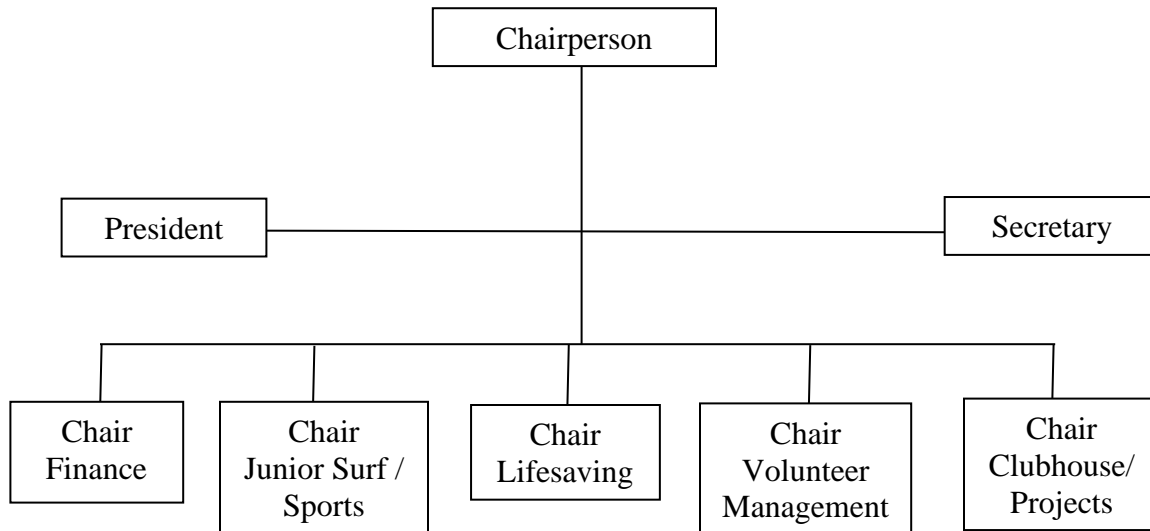 Chairperson
President
Secretary
Chair
Finance
Chair
Junior Surf /
Sports
Chair
Lifesaving
Chair
Volunteer
Management
Chair
Clubhouse/
Projects